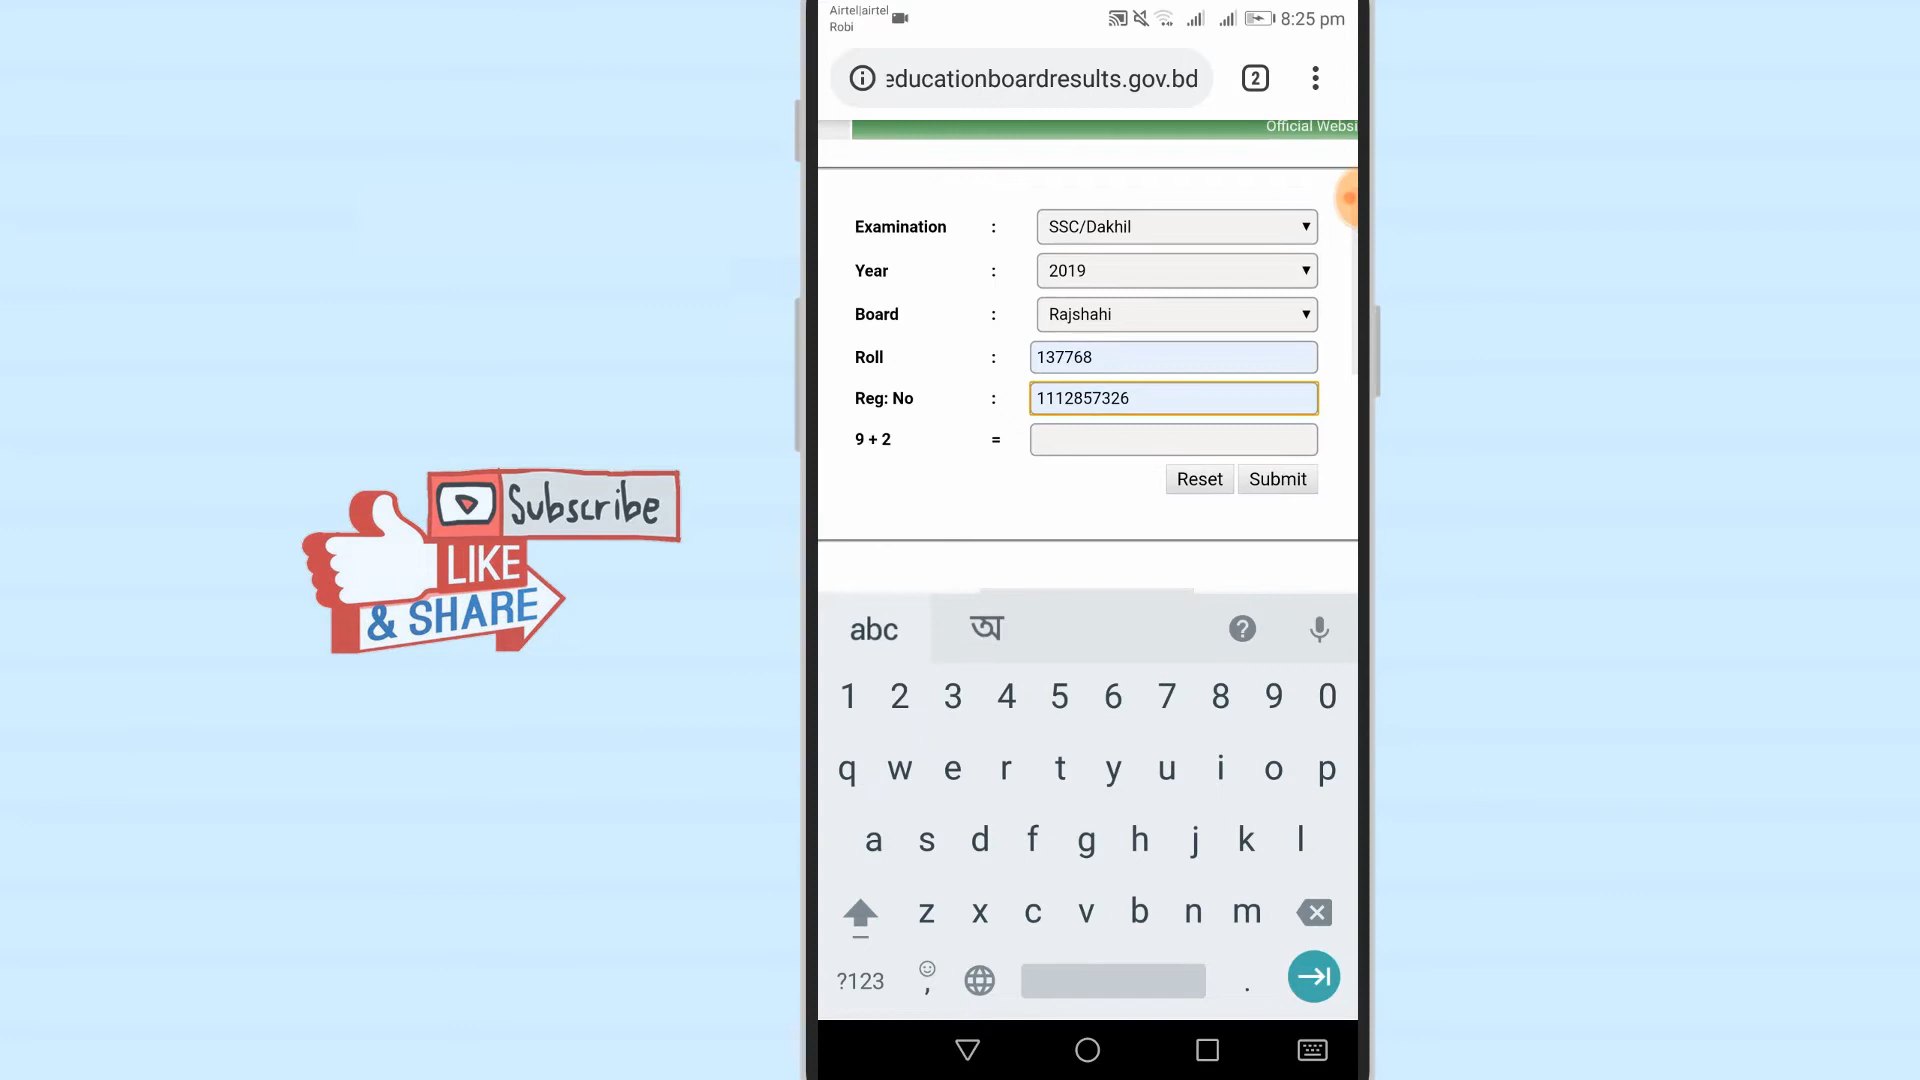 Airtel|airtel
Robi
8:25 pm
educationboardresults.gov.bd
2
Official Websi
Examination : SSC/Dakhil
Year : 2019
Board : Rajshahi
Roll : 137768
Reg: No : 1112857326
9 + 2 =
Reset Submit
Subscribe
LIKE
& SHARE
abc অ
1 2 3 4 5 6 7 8 9 0
q w e r t y u i o p
a s d f g h j k l
z x c v b n m
?123 , .